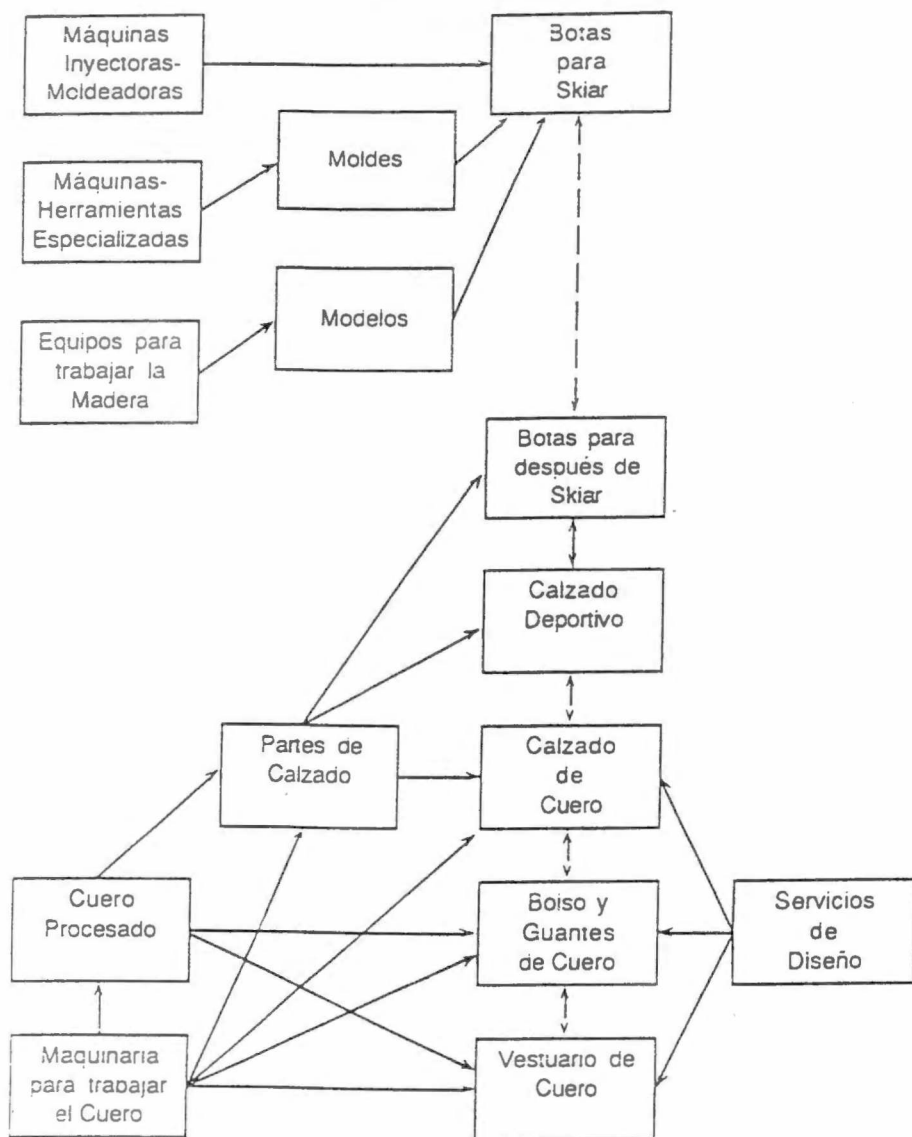 Máquinas
Inyectoras-
Moldeadoras
Botas
para
Skiar
Moldes
Máquinas-
Herramientas
Especializadas
Modelos
Equipos para
trabajar la
Madera
Botas para
después de
Skiar
Calzado
Deportivo
Partes de
Calzado
Calzado
de
Cuero
Cuero
Procesado
Bolso y
Guantes
de Cuero
Servicios
de
Diseño
Maquinaria
para trabajar
el Cuero
Vestuario de
Cuero